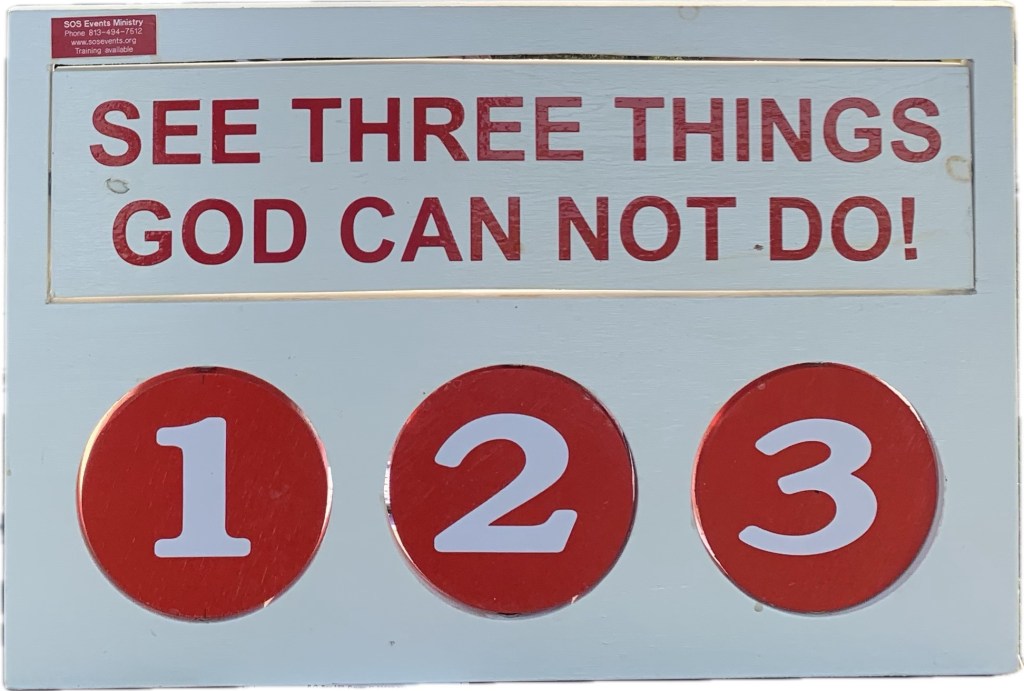 SOS Events Ministry
Phone 813-494-7512
www.sosevents.org
Training available
SEE THREE THINGS
GOD CAN NOT DO!
1 2 3